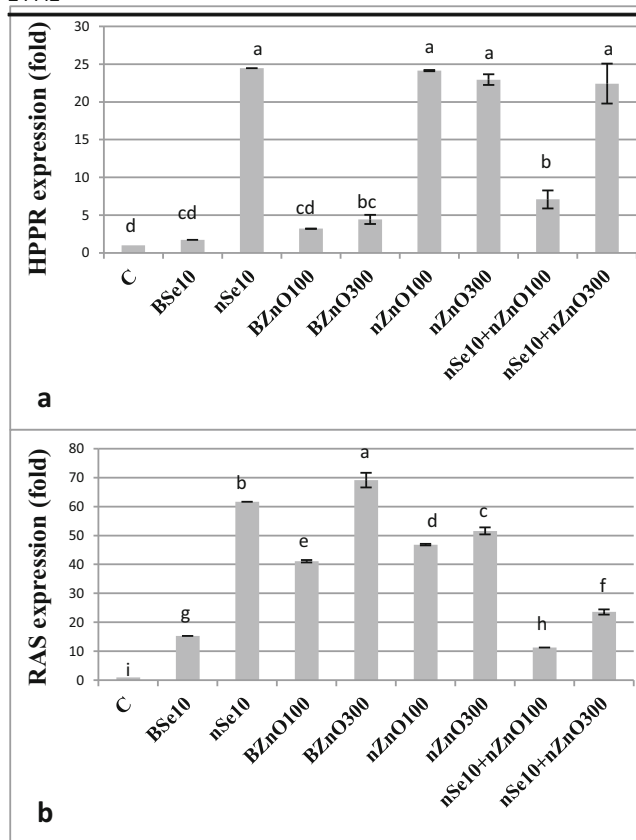 30
25
20
15
10
5
0
HPPR expression (fold)
d
cd
a
cd
bc
a
a
b
a
C
BSe10
nSe10
BZnO100
BZnO300
nZnO100
nZnO300
nSe10+nZnO100
nSe10+nZnO300
a
80
70
60
50
40
30
20
10
0
RAS expression (fold)
i
g
b
e
a
d
c
h
f
C
BSe10
nSe10
BZnO100
BZnO300
nZnO100
nZnO300
nSe10+nZnO100
nSe10+nZnO300
b